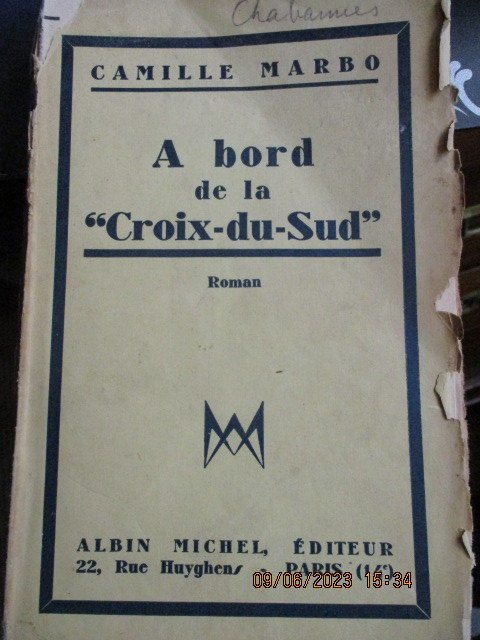 Chabannes
CAMILLE MARBO
A bord
de la
“Croix-du-Sud”
Roman
ALBIN MICHEL, ÉDITEUR
22, Rue Huyghens - PARIS (14e)
09/06/2023 15:34